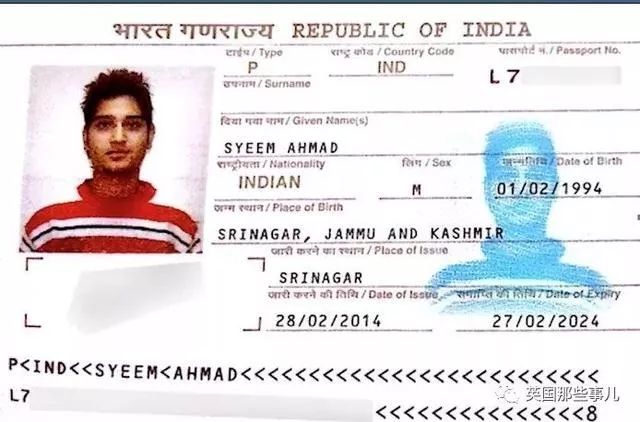 भारत गणराज्य REPUBLIC OF INDIA
टाईप / Type राष्ट्र कोड / Country Code पासपोर्ट नं. / Passport No.
P IND L7
उपनाम / Surname
दिया गया नाम / Given Name(s)
SYEEM AHMAD
राष्ट्रीयता / Nationality लिंग / Sex जन्मतिथि / Date of Birth
INDIAN M 01/02/1994
जन्म स्थान / Place of Birth
SRINAGAR, JAMMU AND KASHMIR
जारी करने का स्थान / Place of Issue
SRINAGAR
जारी करने की तिथि / Date of Issue समाप्ति की तिथि / Date of Expiry
28/02/2014 27/02/2024
P<IND<<SYEEM<AHMAD<<<<<<<<<<<<<<<<<<<<<<<<<<
L7 <<<<<<<<<<<<<<8
英国那些事儿